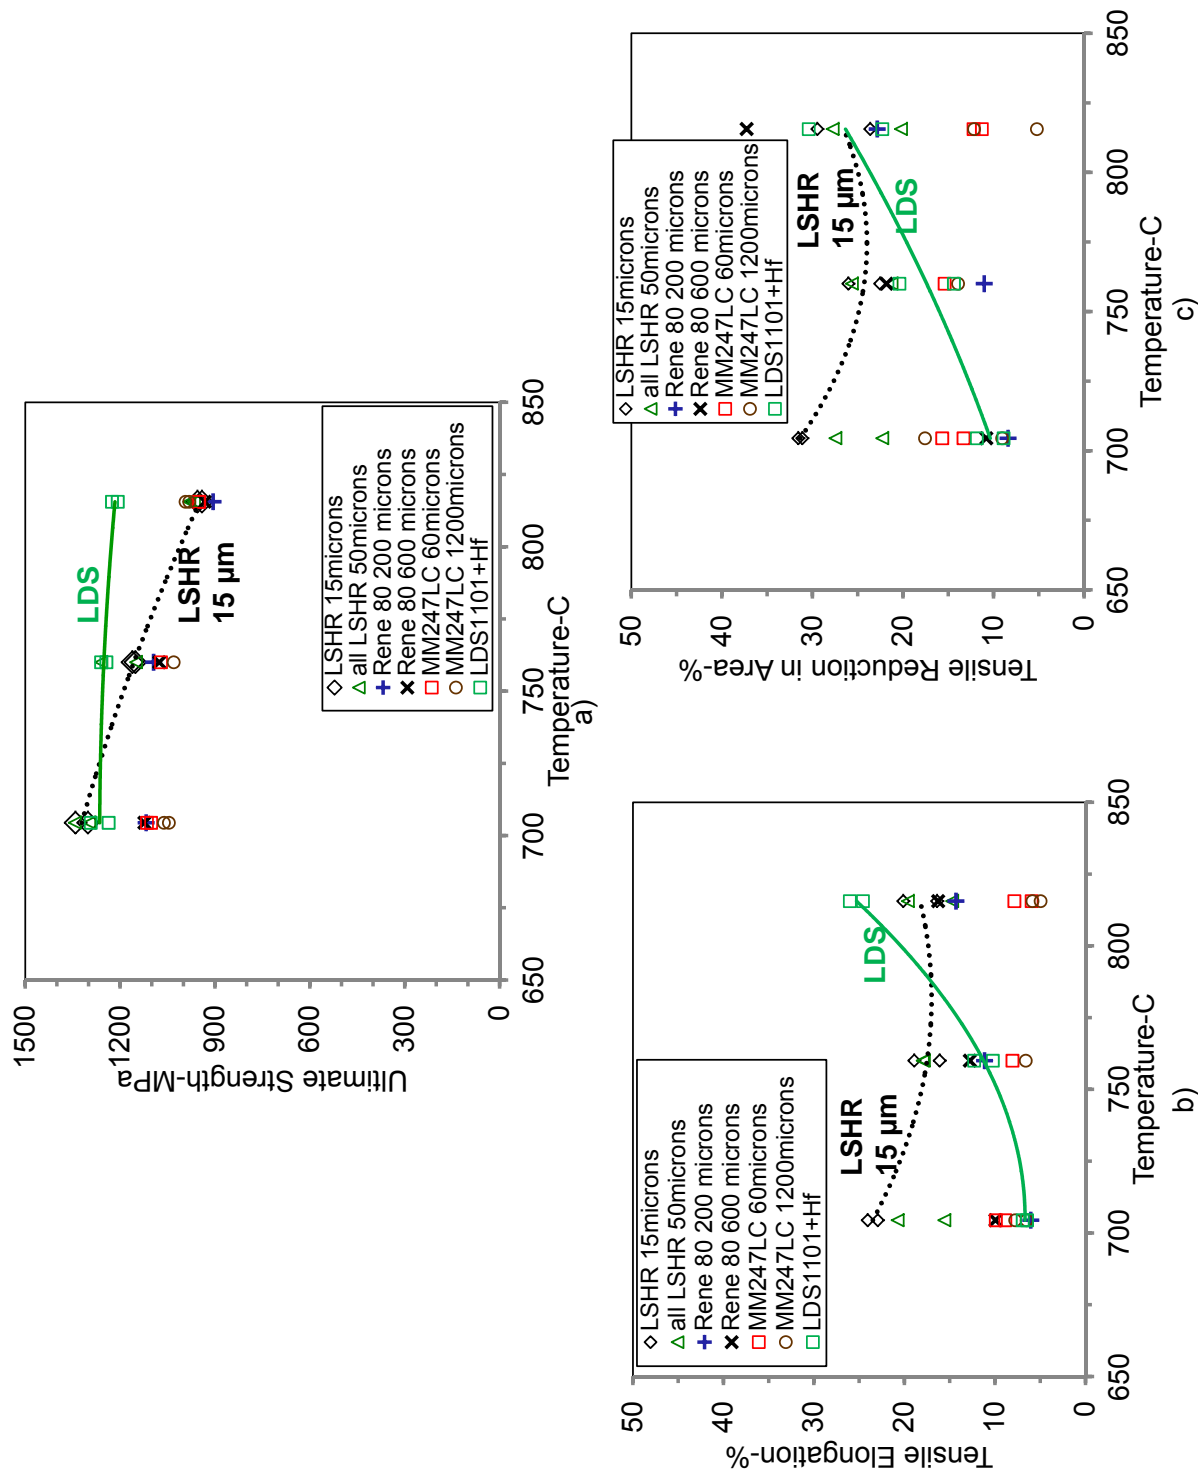 1500
1200
900
600
300
0
Ultimate Strength-MPa
LDS
LSHR
15 µm
LSHR 15microns
all LSHR 50microns
Rene 80 200 microns
Rene 80 600 microns
MM247LC 60microns
MM247LC 1200microns
LDS1101+Hf
650
700
750
800
850
Temperature-C
a)
50
40
30
20
10
0
Tensile Elongation-%
LSHR 15microns
all LSHR 50microns
Rene 80 200 microns
Rene 80 600 microns
MM247LC 60microns
MM247LC 1200microns
LDS1101+Hf
LSHR
15 µm
LDS
650
700
750
800
850
Temperature-C
b)
50
40
30
20
10
0
Tensile Reduction in Area-%
LSHR 15microns
all LSHR 50microns
Rene 80 200 microns
Rene 80 600 microns
MM247LC 60microns
MM247LC 1200microns
LDS1101+Hf
LSHR
15 µm
LDS
650
700
750
800
850
Temperature-C
c)